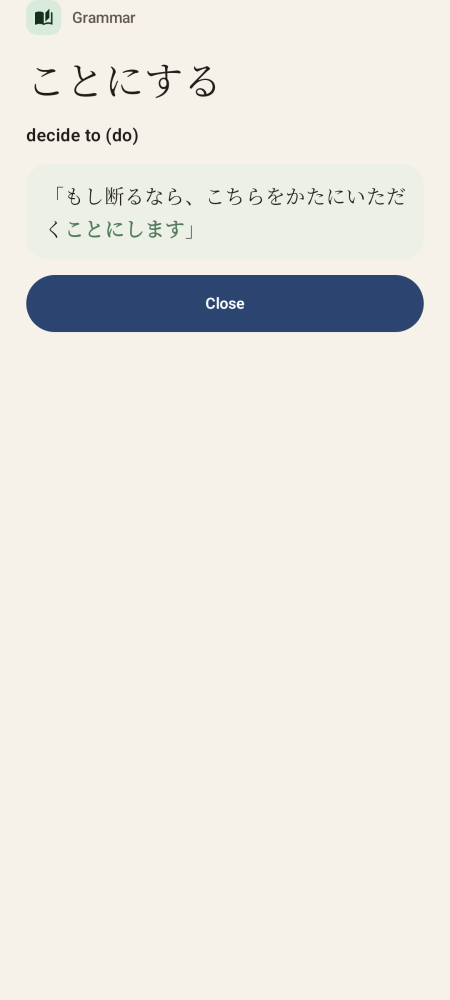 Grammar
ことにする
decide to (do)
「もし断るなら、こちらをかたにいただ
くことにします」
Close